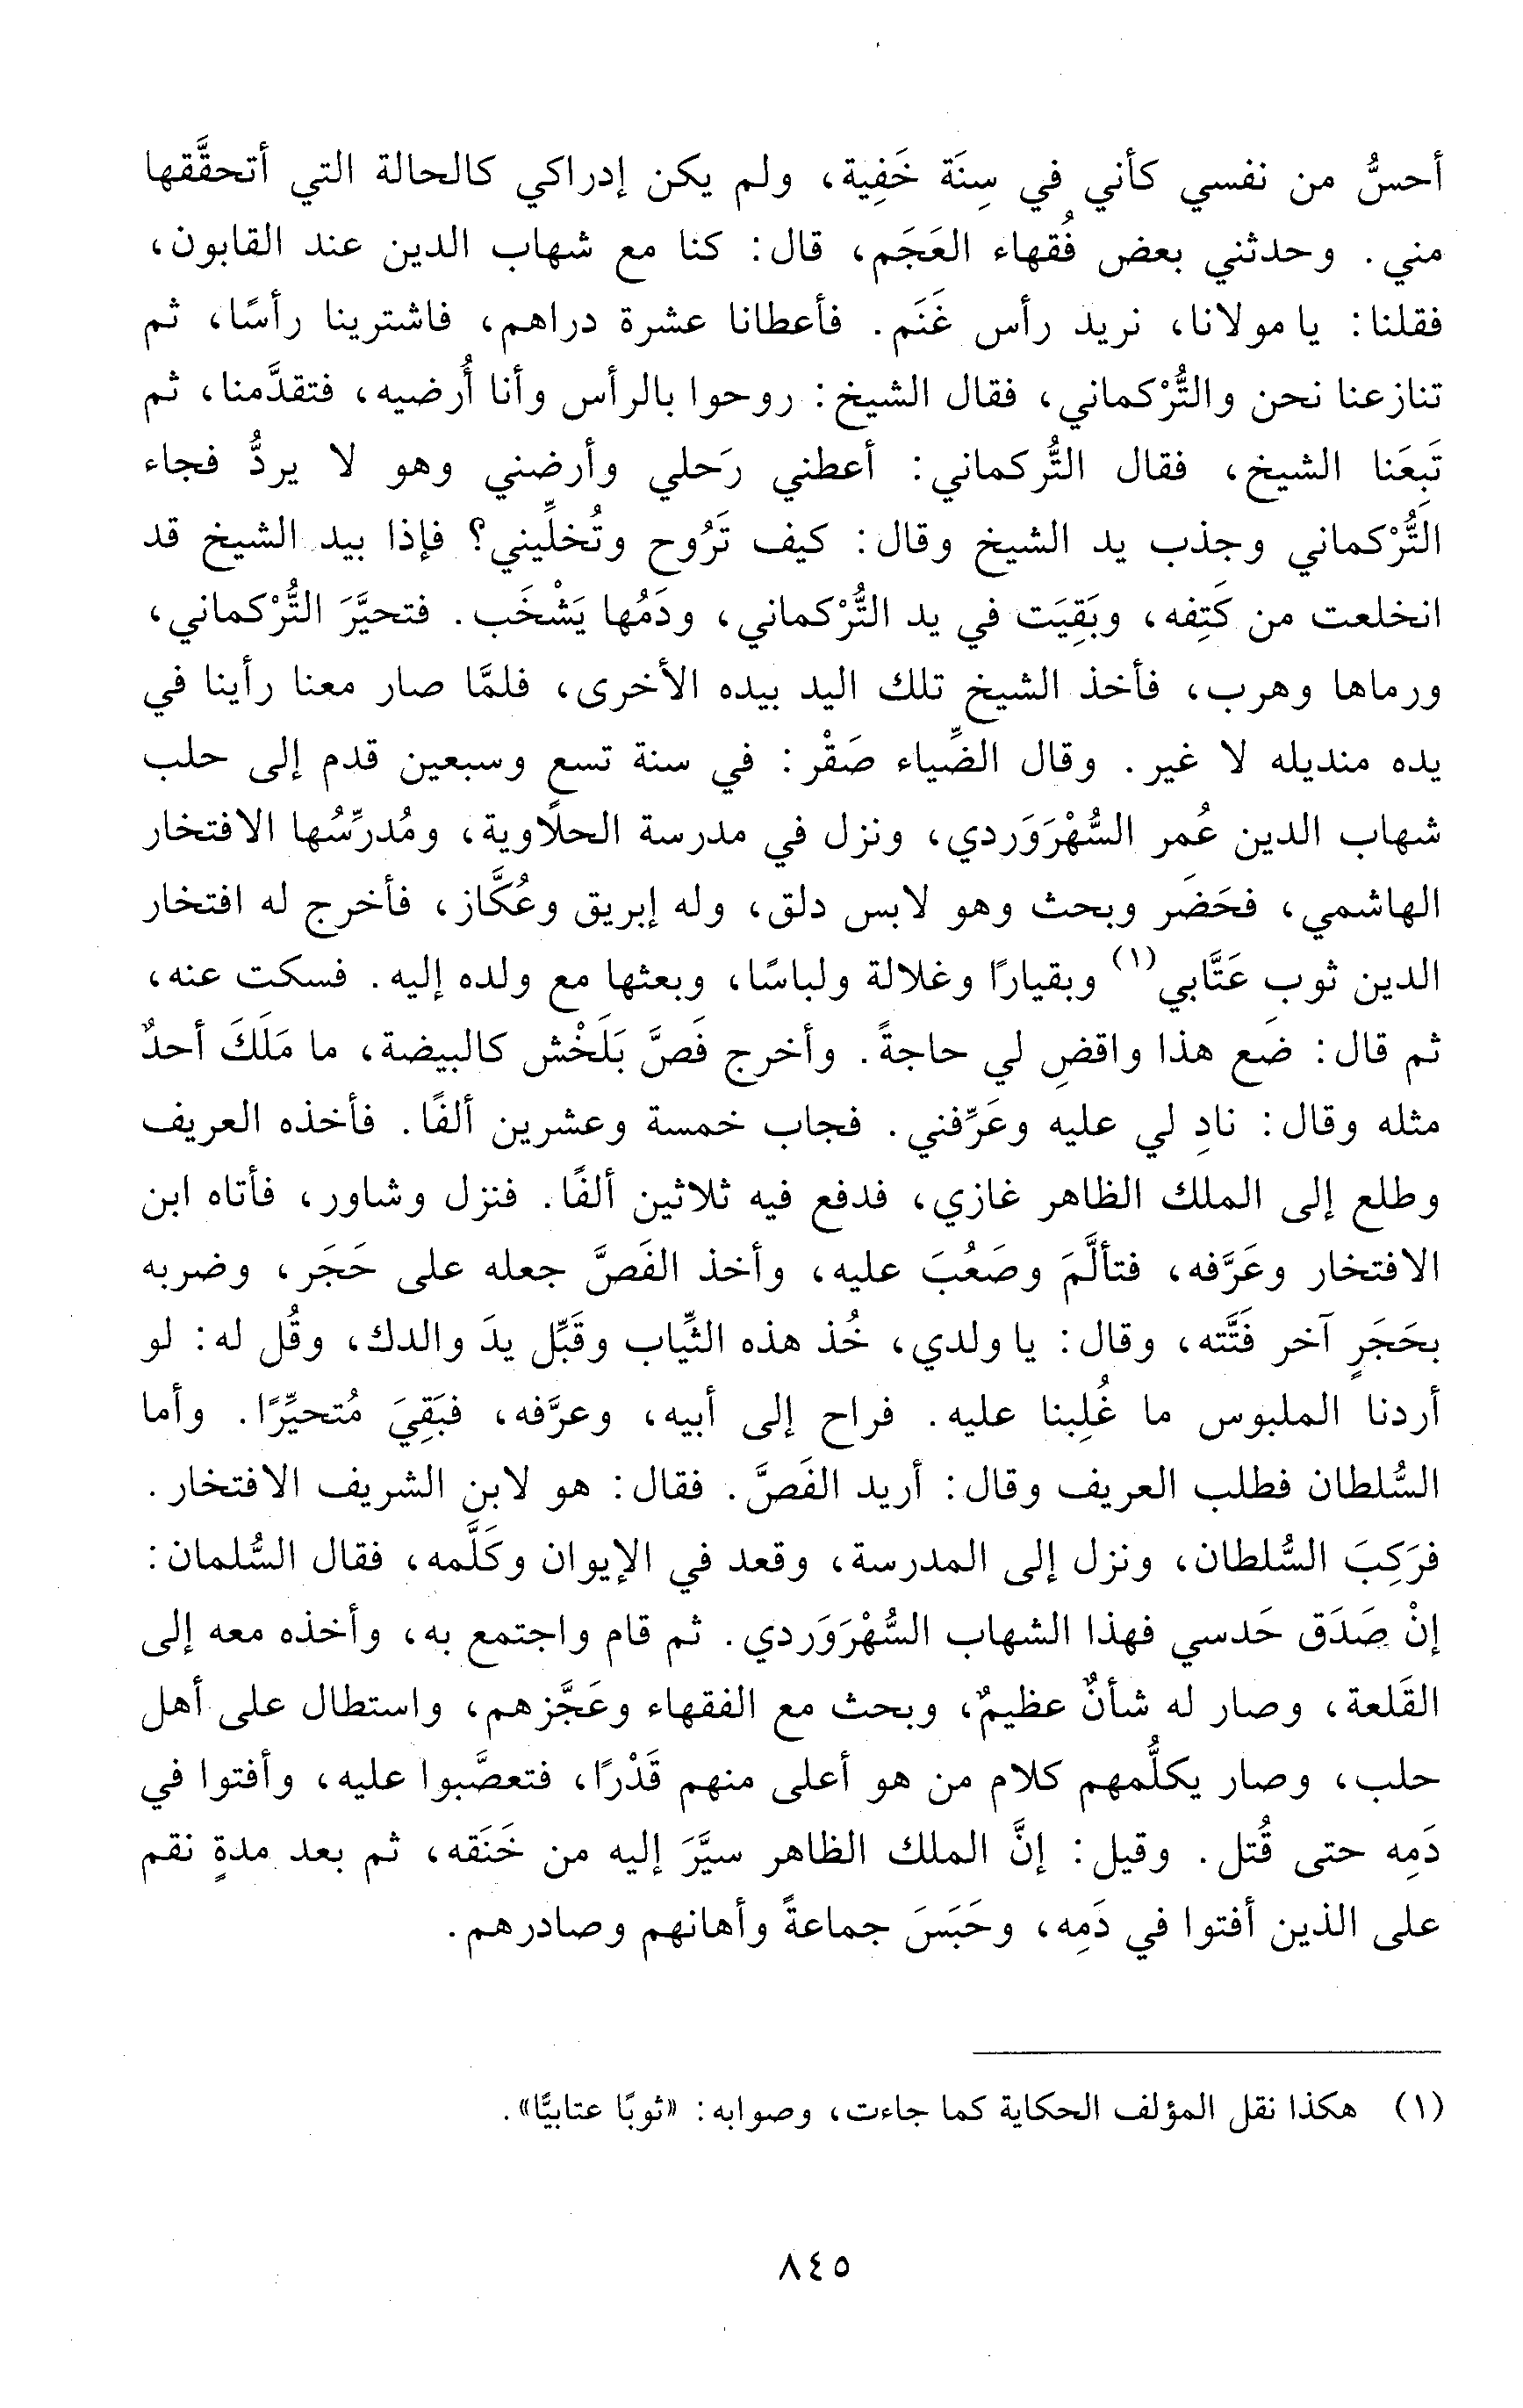 أحسُّ من نفسي كأني في سِنَة خَفِية، ولم يكن إدراكي كالحالة التي أتحقَّقها
مني. وحدثني بعض فُقهاء العَجَم، قال: كنا مع شهاب الدين عند القابون،
فقلنا: يا مولانا، نريد رأس غَنَم. فأعطانا عشرة دراهم، فاشترينا رأسًا، ثم
تنازعنا نحن والتُّرْكماني، فقال الشيخ: روحوا بالرأس وأنا أُرضيه، فتقدَّمنا، ثم
تَبِعَنا الشيخ، فقال التُّركماني: أعطني رَحلي وأرضني وهو لا يردُّ فجاء
التُّرْكماني وجذب يد الشيخ وقال: كيف تَرُوح وتُخلِّيني؟ فإذا بيد الشيخ قد
انخلعت من كَتِفه، وبَقِيَت في يد التُّرْكماني، ودَمُها يَشْخَب. فتحيَّرَ التُّرْكماني،
ورماها وهرب، فأخذ الشيخ تلك اليد بيده الأخرى، فلمَّا صار معنا رأينا في
يده منديله لا غير. وقال الضِّياء صَقْر: في سنة تسع وسبعين قدم إلى حلب
شهاب الدين عُمر السُّهْرَوَردي، ونزل في مدرسة الحلاّوية، ومُدرِّسُها الافتخار
الهاشمي، فحَضَر وبحث وهو لابس دلق، وله إبريق وعُكَّاز، فأخرج له افتخار
الدين ثوب عَتَّابي(١) وبقيارًا وغلالة ولباسًا، وبعثها مع ولده إليه. فسكت عنه،
ثم قال: ضَع هذا واقضِ لي حاجةً. وأخرج فَصَّ بَلَخْش كالبيضة، ما مَلَكَ أحدٌ
مثله وقال: نادِ لي عليه وعَرِّفني. فجاب خمسة وعشرين ألفًا. فأخذه العريف
وطلع إلى الملك الظاهر غازي، فدفع فيه ثلاثين ألفًا. فنزل وشاور، فأتاه ابن
الافتخار وعَرَّفه، فتألَّمَ وصَعُبَ عليه، وأخذ الفَصَّ جعله على حَجَر، وضربه
بحَجَرٍ آخر فَتَّته، وقال: يا ولدي، خُذ هذه الثِّياب وقَبِّل يدَ والدك، وقُل له: لو
أردنا الملبوس ما غُلِبنا عليه. فراح إلى أبيه، وعرَّفه، فبَقِيَ مُتحيِّرًا. وأما
السُّلطان فطلب العريف وقال: أريد الفَصَّ. فقال: هو لابن الشريف الافتخار.
فرَكِبَ السُّلطان، ونزل إلى المدرسة، وقعد في الإيوان وكَلَّمه، فقال السُّلمان:
إنْ صَدَق حَدسي فهذا الشهاب السُّهْرَوَردي. ثم قام واجتمع به، وأخذه معه إلى
القَلعة، وصار له شأنٌ عظيمٌ، وبحث مع الفقهاء وعَجَّزهم، واستطال على أهل
حلب، وصار يكلُّمهم كلام من هو أعلى منهم قَدْرًا، فتعصَّبوا عليه، وأفتوا في
دَمِه حتى قُتل. وقيل: إنَّ الملك الظاهر سيَّرَ إليه من خَنَقه، ثم بعد مدةٍ نقم
على الذين أفتوا في دَمِه، وحَبَسَ جماعةً وأهانهم وصادرهم.
(١) هكذا نقل المؤلف الحكاية كما جاءت، وصوابه: «ثوبًا عتابيًّا».
٨٤٥